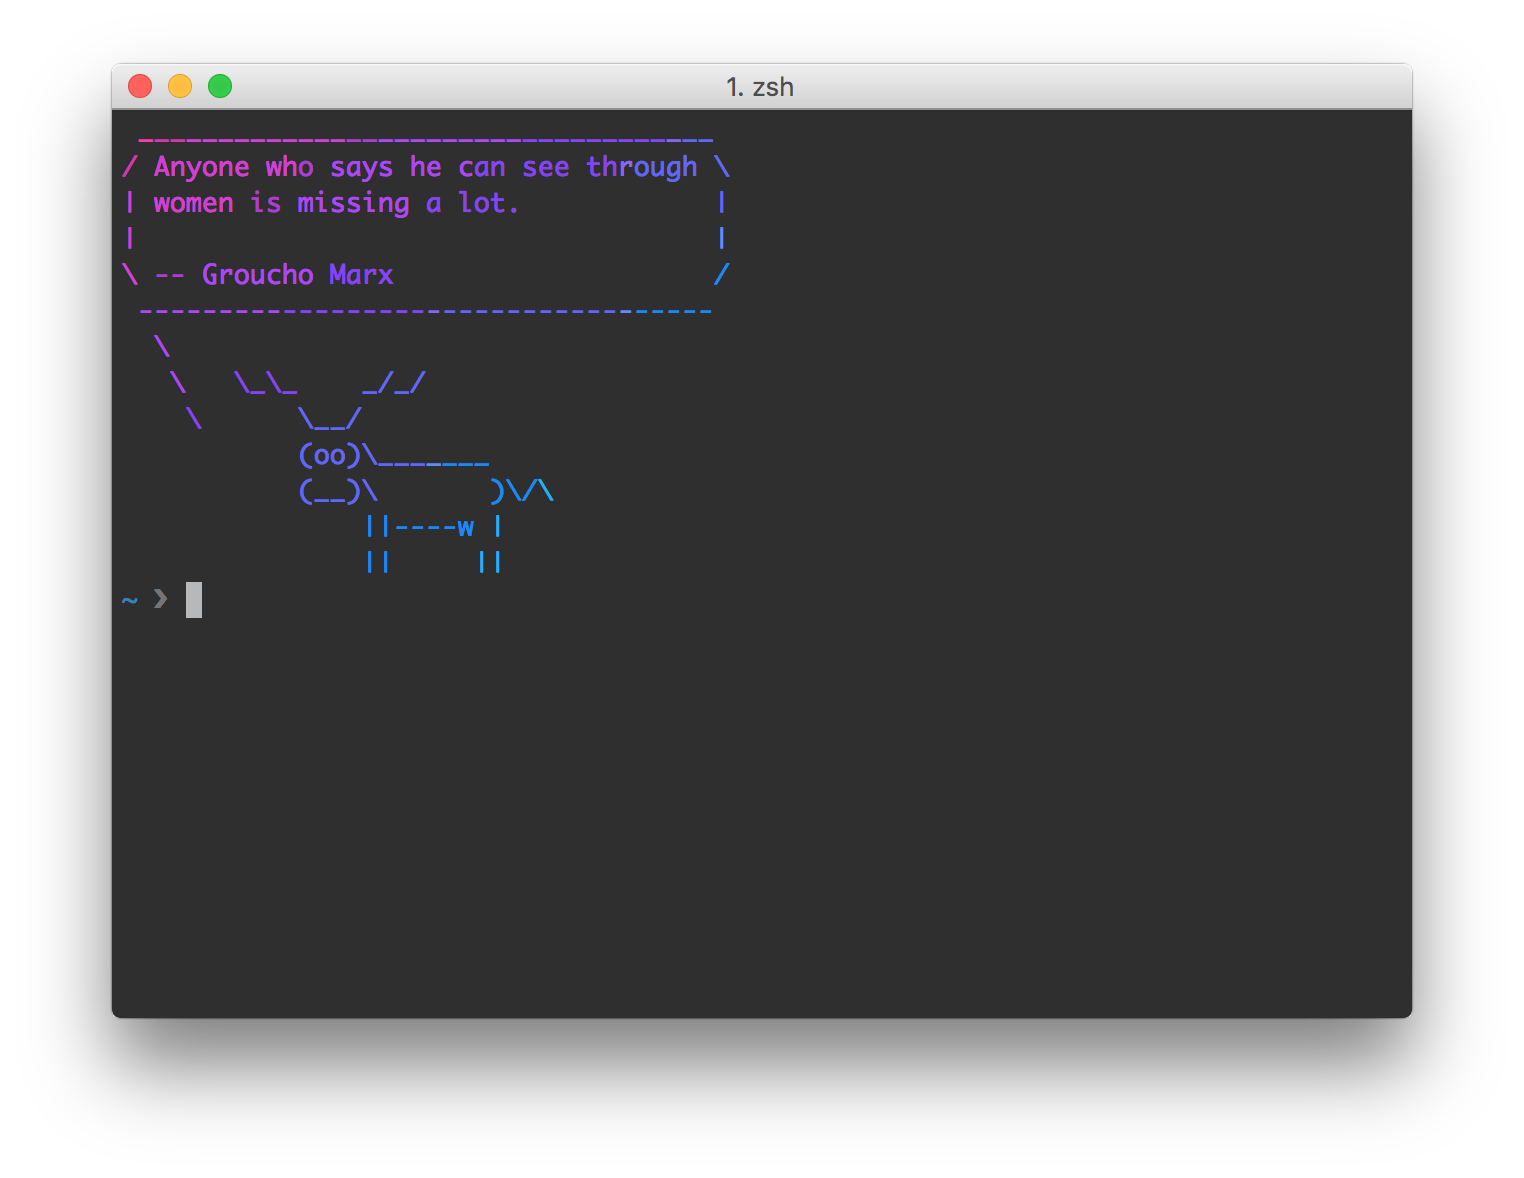 1. zsh
 ____________________________________
/ Anyone who says he can see through \
| women is missing a lot.            |
|                                    |
\ -- Groucho Marx                    /
 ------------------------------------
  \
   \   \_\_    _/_/
    \      \__/
           (oo)\_______
           (__)\       )\/\
               ||----w |
               ||     ||
~ ❯